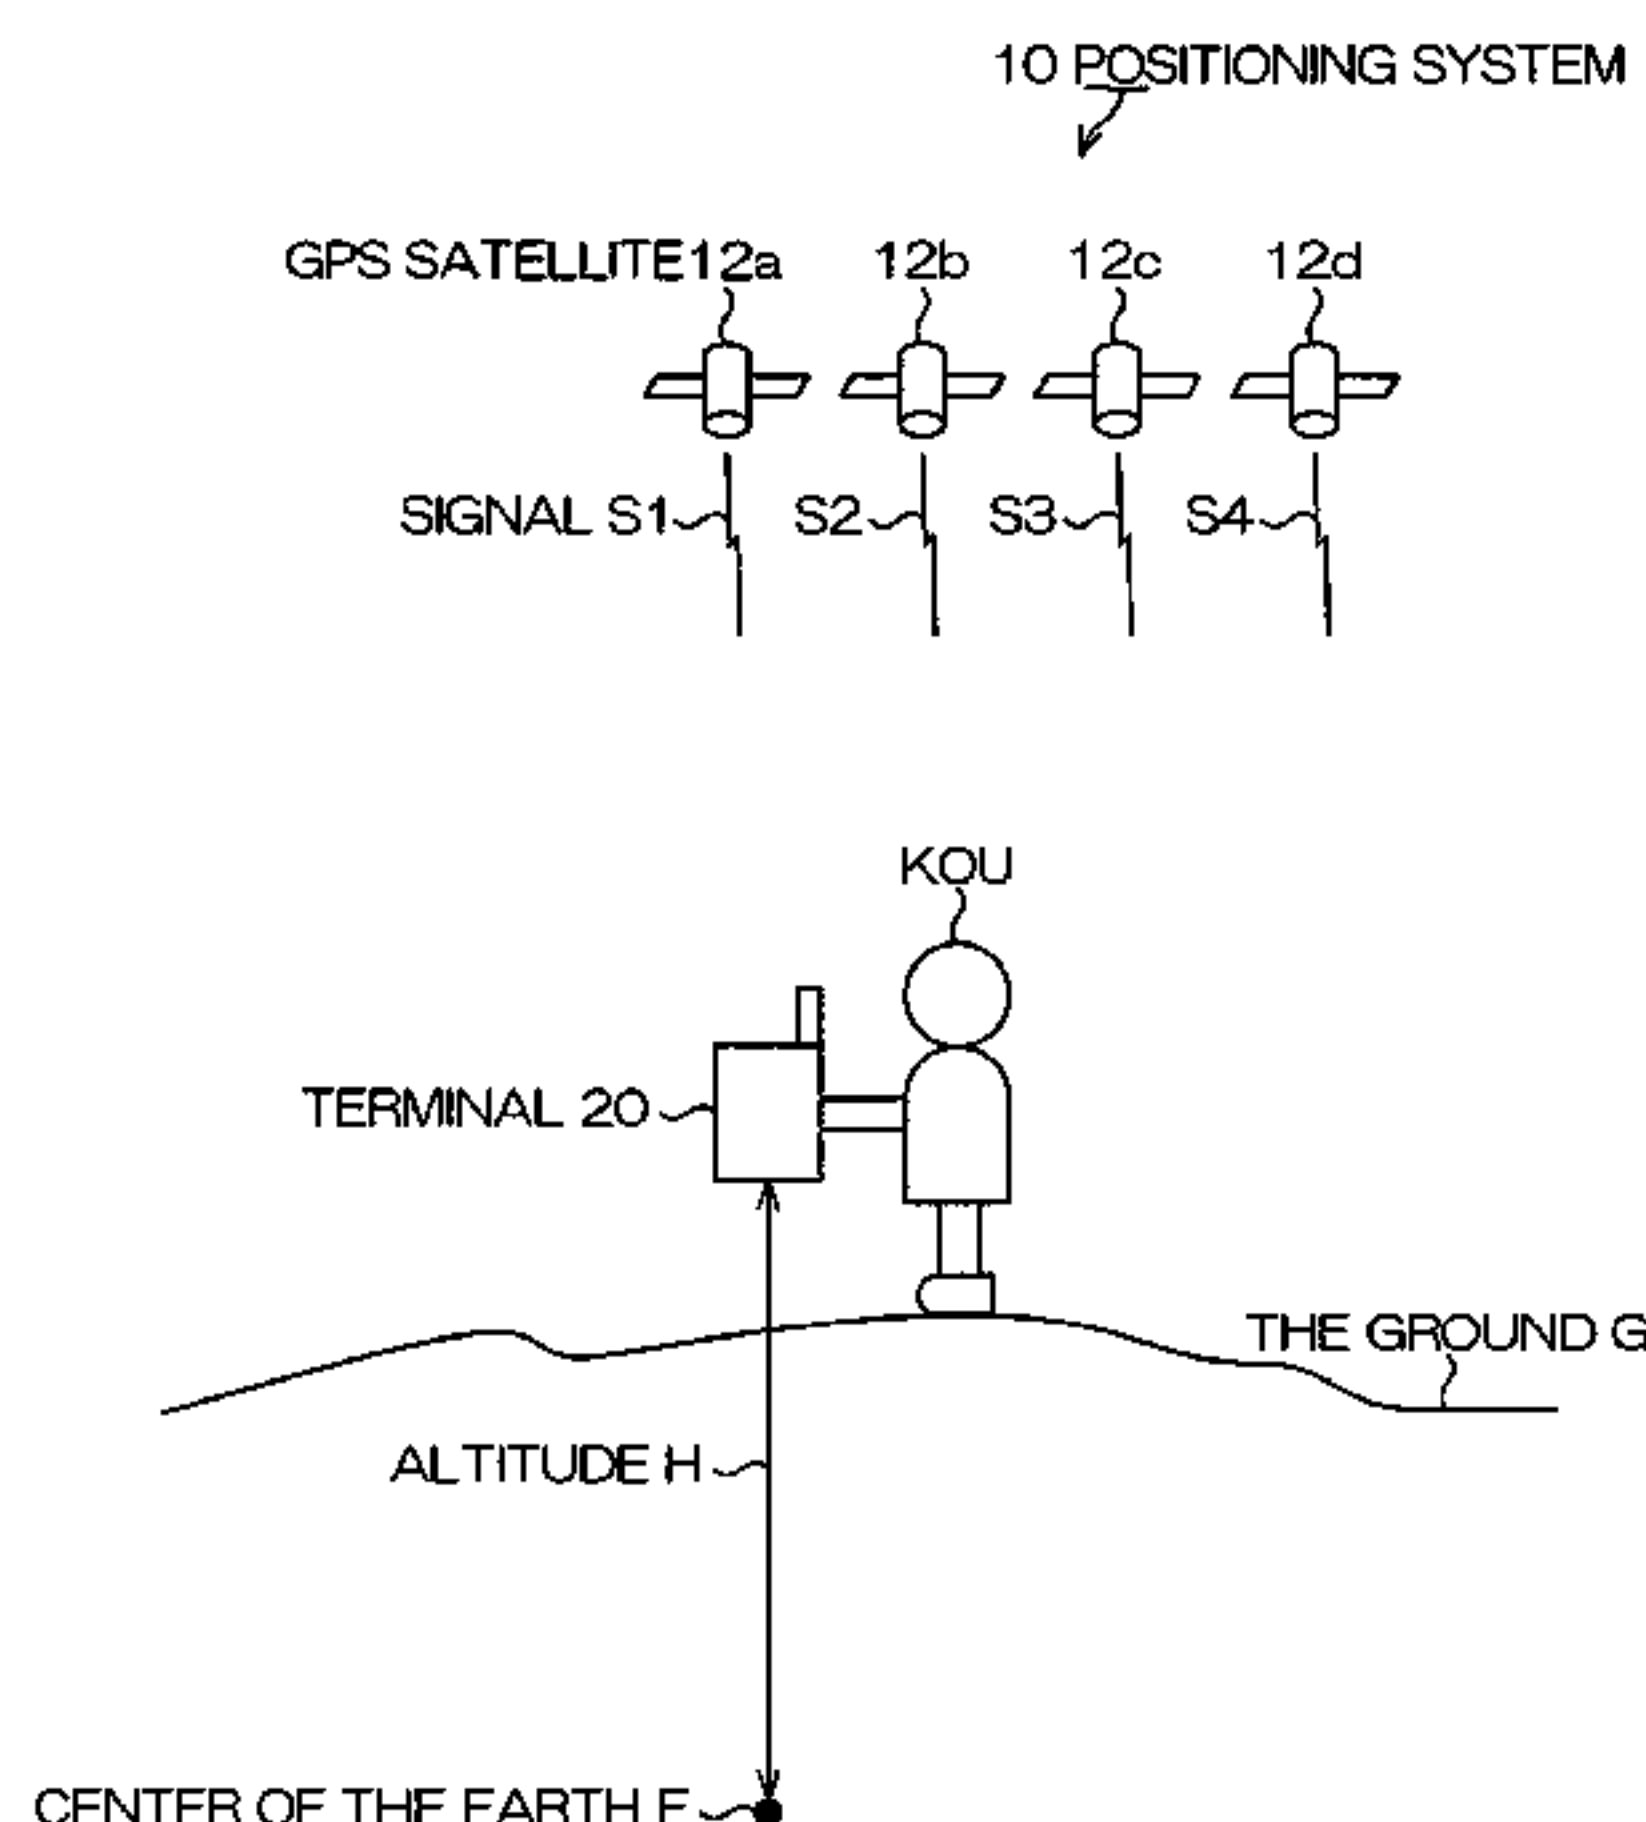 10 POSITIONING SYSTEM
GPS SATELLITE 12a 12b 12c 12d
SIGNAL S1 S2 S3 S4
KOU
TERMINAL 20
THE GROUND G
ALTITUDE H
CENTER OF THE EARTH E